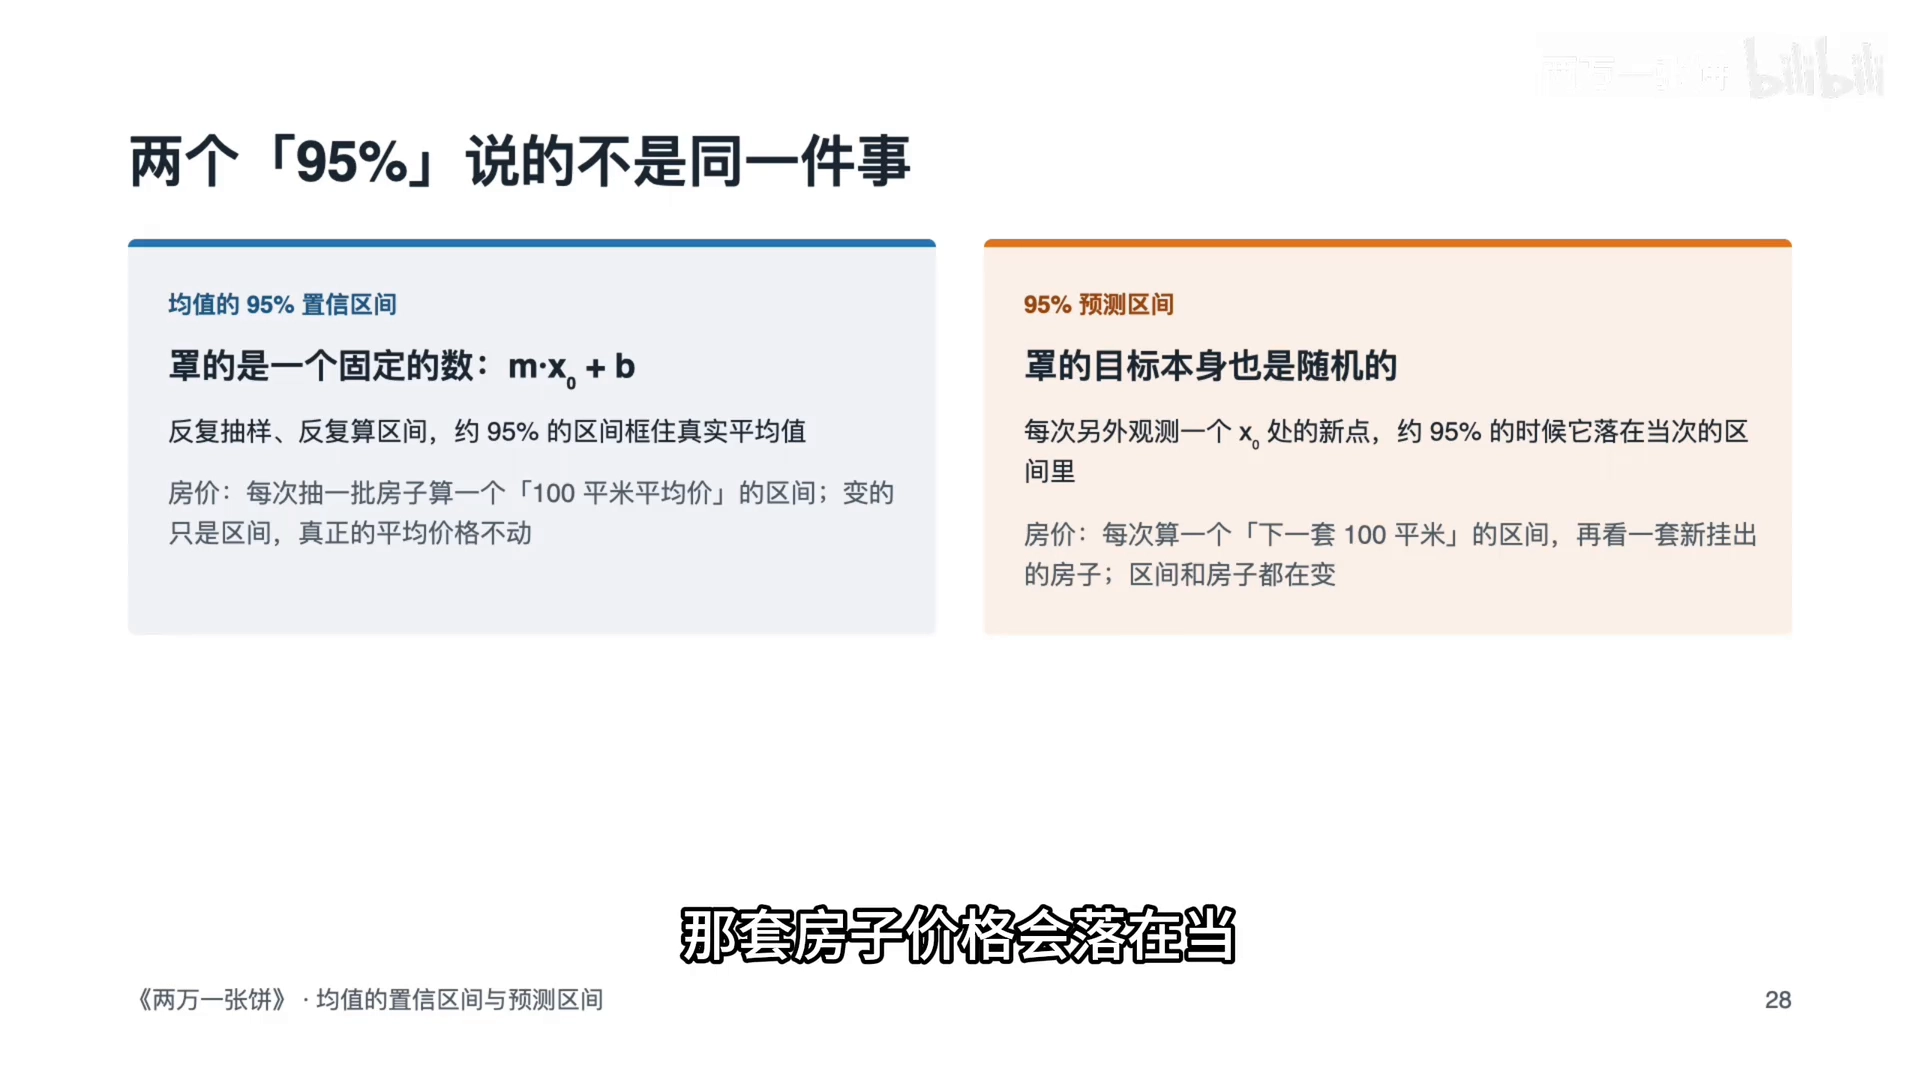 两万一张饼 bilibili
两个「95%」说的不是同一件事
均值的 95% 置信区间
罩的是一个固定的数：m·x₀ + b
反复抽样、反复算区间，约 95% 的区间框住真实平均值
房价：每次抽一批房子算一个「100 平米平均价」的区间；变的
只是区间，真正的平均价格不动
95% 预测区间
罩的目标本身也是随机的
每次另外观测一个 x₀ 处的新点，约 95% 的时候它落在当次的区
间里
房价：每次算一个「下一套 100 平米」的区间，再看一套新挂出
的房子；区间和房子都在变
那套房子价格会落在当
《两万一张饼》 · 均值的置信区间与预测区间
28